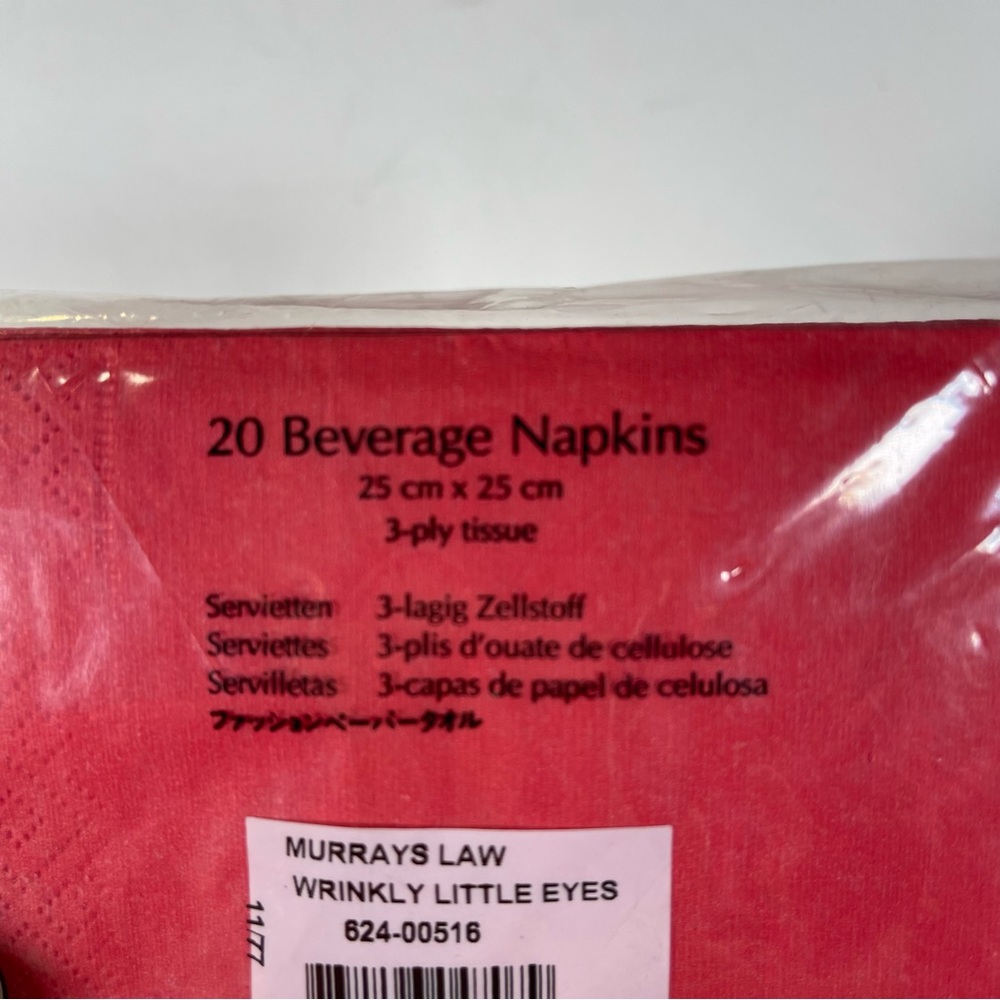 20 Beverage Napkins
25 cm x 25 cm
3-ply tissue
Servietten 3-lagig Zellstoff
Serviettes 3-plis d'ouate de cellulose
Servilletas 3-capas de papel de celulosa
ファッションペーパータオル
MURRAYS LAW
WRINKLY LITTLE EYES
624-00516
11/77